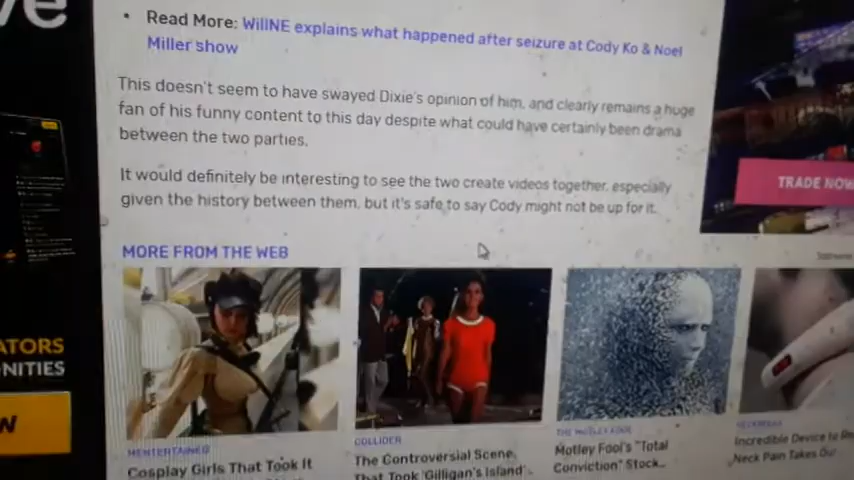 • Read More: WillNE explains what happened after seizure at Cody Ko & Noel
Miller show
This doesn't seem to have swayed Dixie's opinion of him, and clearly remains a huge
fan of his funny content to this day despite what could have certainly been drama
between the two parties.
It would definitely be interesting to see the two create videos together, especially
given the history between them, but it's safe to say Cody might not be up for it.
TRADE NOW
MORE FROM THE WEB
ATORS
NITIES
W
MENTERTAINED
Cosplay Girls That Took It
COLLIDER
The Controversial Scene
That Took 'Gilligan's Island'
THE MOTLEY FOOL
Motley Fool's "Total
Conviction" Stock...
Incredible Device to
Neck Pain Takes